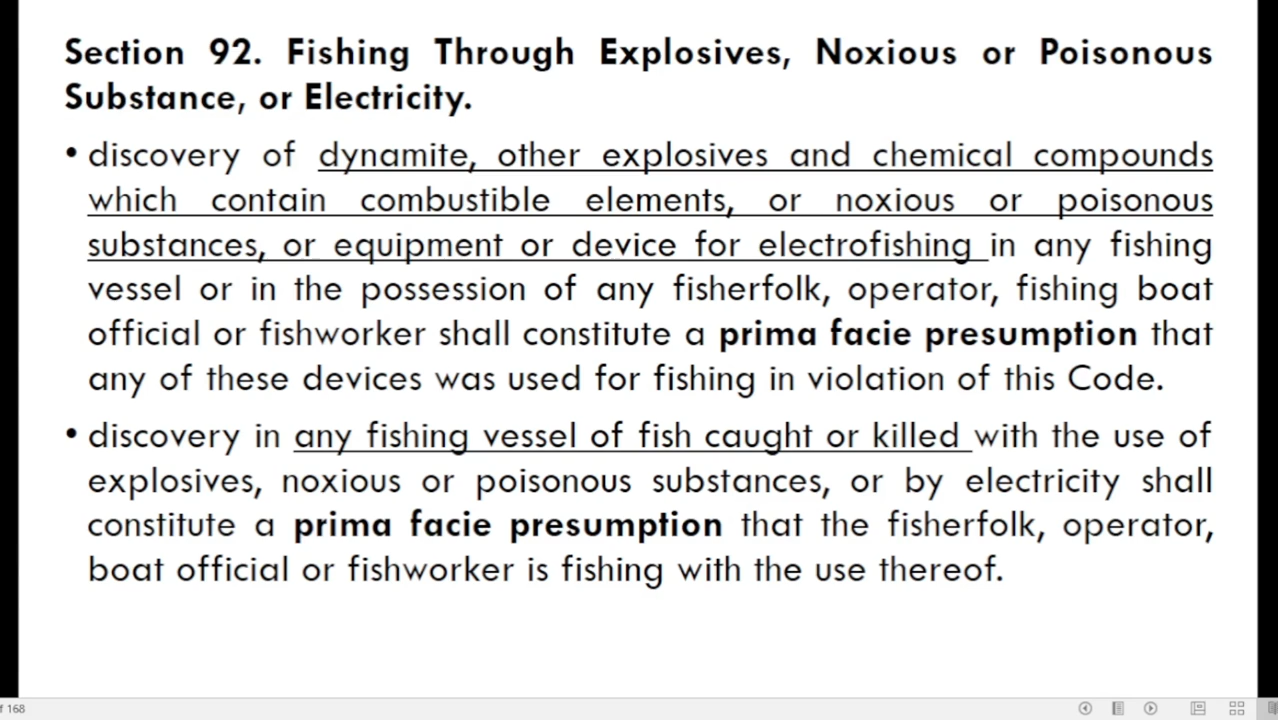 Section 92. Fishing Through Explosives, Noxious or Poisonous
Substance, or Electricity.
• discovery of dynamite, other explosives and chemical compounds
which contain combustible elements, or noxious or poisonous
substances, or equipment or device for electrofishing in any fishing
vessel or in the possession of any fisherfolk, operator, fishing boat
official or fishworker shall constitute a prima facie presumption that
any of these devices was used for fishing in violation of this Code.
• discovery in any fishing vessel of fish caught or killed with the use of
explosives, noxious or poisonous substances, or by electricity shall
constitute a prima facie presumption that the fisherfolk, operator,
boat official or fishworker is fishing with the use thereof.
f 168